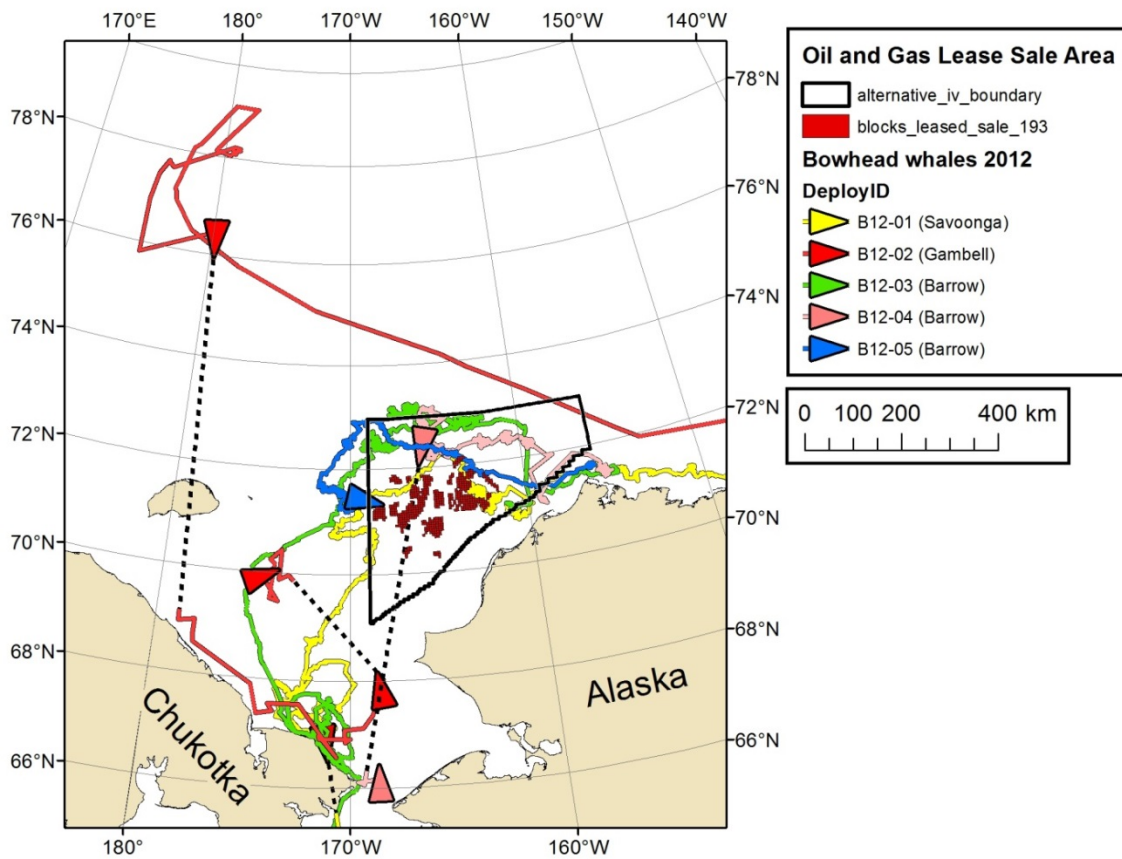 170°E 180° 170°W 160°W 150°W 140°W
78°N
76°N
74°N
72°N
70°N
68°N
66°N
78°N
76°N
74°N
72°N
70°N
68°N
66°N
Chukotka
Alaska
180° 170°W 160°W
Oil and Gas Lease Sale Area
alternative_iv_boundary
blocks_leased_sale_193
Bowhead whales 2012
DeployID
B12-01 (Savoonga)
B12-02 (Gambell)
B12-03 (Barrow)
B12-04 (Barrow)
B12-05 (Barrow)
0 100 200 400 km